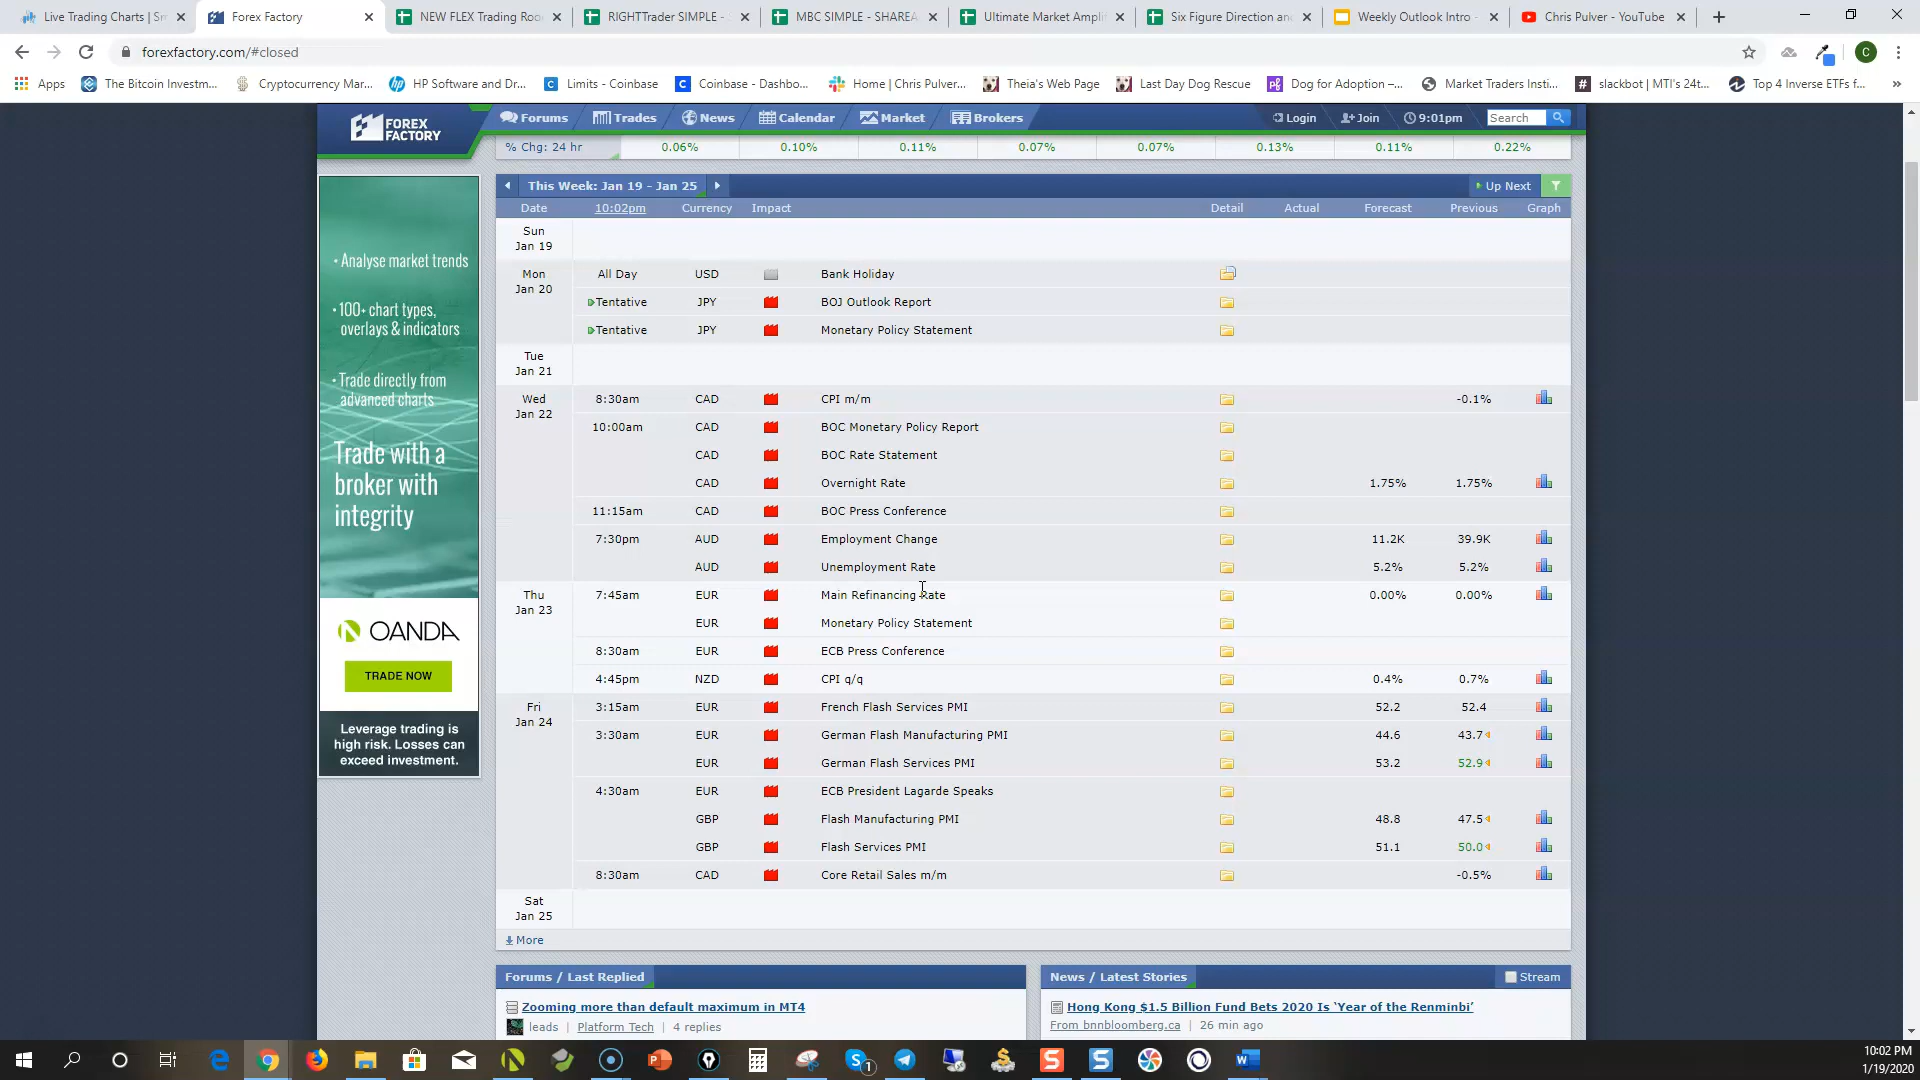 Live Trading Charts | Sm
Forex Factory
NEW FLEX Trading Roo
RIGHTTrader SIMPLE -
MBC SIMPLE - SHAREA
Ultimate Market Amplif
Six Figure Direction an
Weekly Outlook Intro -
Chris Pulver - YouTube
forexfactory.com/#closed
C
Apps
The Bitcoin Investm...
Cryptocurrency Mar...
HP Software and Dr...
Limits - Coinbase
Coinbase - Dashbo...
Home | Chris Pulver...
Theia's Web Page
Last Day Dog Rescue
Dog for Adoption –...
Market Traders Insti...
slackbot | MTI's 24t...
Top 4 Inverse ETFs f...
FOREX FACTORY
Forums Trades News Calendar Market Brokers Login Join 9:01pm Search
% Chg: 24 hr 0.06% 0.10% 0.11% 0.07% 0.07% 0.13% 0.11% 0.22%
This Week: Jan 19 - Jan 25 Up Next
Date 10:02pm Currency Impact Detail Actual Forecast Previous Graph
Sun Jan 19
Mon Jan 20 All Day USD Bank Holiday
Tentative JPY BOJ Outlook Report
Tentative JPY Monetary Policy Statement
Tue Jan 21
Wed Jan 22 8:30am CAD CPI m/m -0.1%
10:00am CAD BOC Monetary Policy Report
CAD BOC Rate Statement
CAD Overnight Rate 1.75% 1.75%
11:15am CAD BOC Press Conference
7:30pm AUD Employment Change 11.2K 39.9K
AUD Unemployment Rate 5.2% 5.2%
Thu Jan 23 7:45am EUR Main Refinancing Rate 0.00% 0.00%
EUR Monetary Policy Statement
8:30am EUR ECB Press Conference
4:45pm NZD CPI q/q 0.4% 0.7%
Fri Jan 24 3:15am EUR French Flash Services PMI 52.2 52.4
3:30am EUR German Flash Manufacturing PMI 44.6 43.7
EUR German Flash Services PMI 53.2 52.9
4:30am EUR ECB President Lagarde Speaks
GBP Flash Manufacturing PMI 48.8 47.5
GBP Flash Services PMI 51.1 50.0
8:30am CAD Core Retail Sales m/m -0.5%
Sat Jan 25
More
• Analyse market trends
• 100+ chart types,
overlays & indicators
• Trade directly from
advanced charts
Trade with a
broker with
integrity
OANDA
TRADE NOW
Leverage trading is
high risk. Losses can
exceed investment.
Forums / Last Replied
Zooming more than default maximum in MT4
leads | Platform Tech | 4 replies
News / Latest Stories Stream
Hong Kong $1.5 Billion Fund Bets 2020 Is 'Year of the Renminbi'
From bnnbloomberg.ca | 26 min ago
10:02 PM
1/19/2020